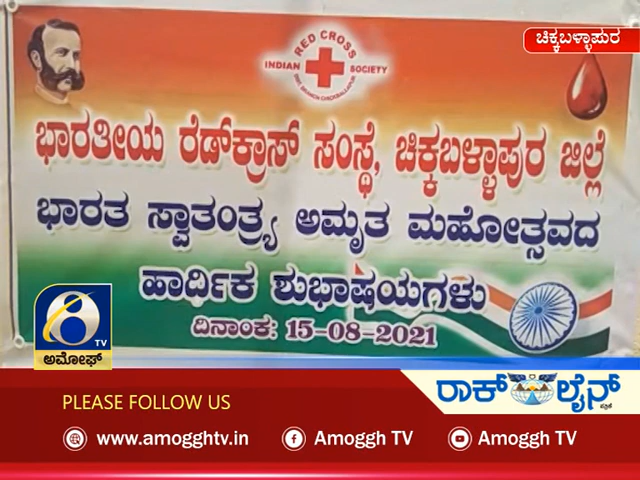 ಚಿಕ್ಕಬಳ್ಳಾಪುರ
RED CROSS
INDIAN SOCIETY
ಭಾರತೀಯ ರೆಡ್‌ಕ್ರಾಸ್ ಸಂಸ್ಥೆ, ಚಿಕ್ಕಬಳ್ಳಾಪುರ ಜಿಲ್ಲೆ
ಭಾರತ ಸ್ವಾತಂತ್ರ್ಯ ಅಮೃತ ಮಹೋತ್ಸವದ
ಹಾರ್ಧಿಕ ಶುಭಾಷಯಗಳು
ದಿನಾಂಕ: 15-08-2021
TV
ಅಮೋಘ್
ರಾಕ್ ಲೈನ್
ಪತ್ರಿಕೆ
PLEASE FOLLOW US
www.amogghtv.in
Amoggh TV
Amoggh TV